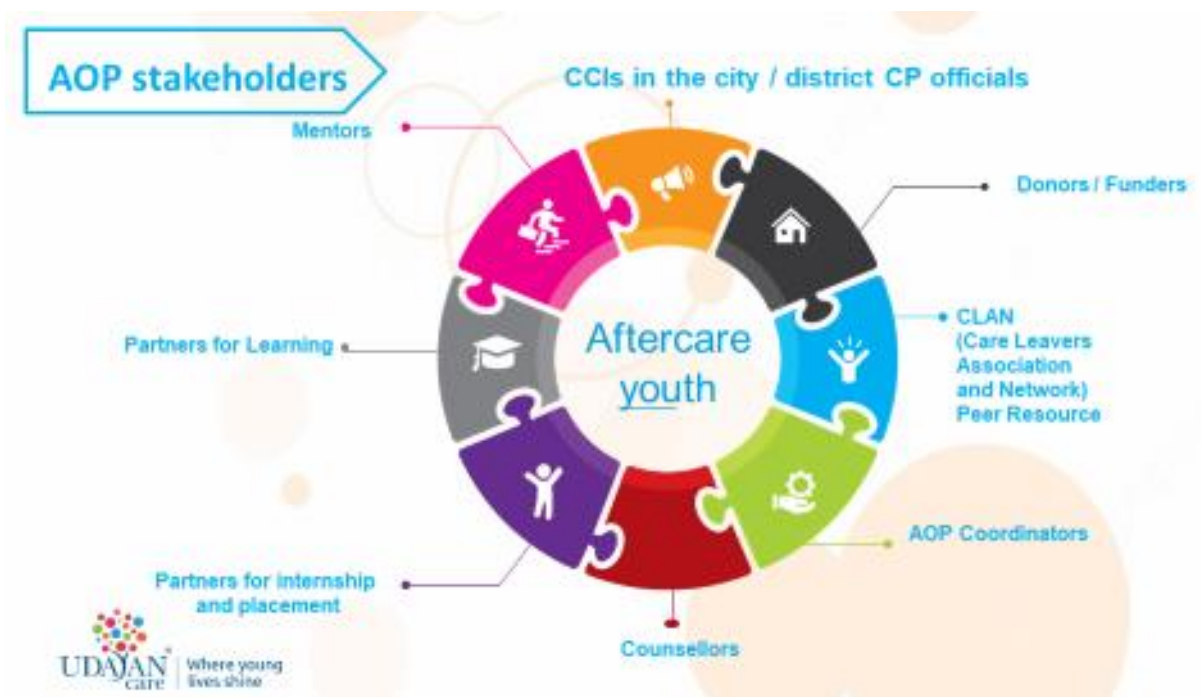 AOP stakeholders
CCIs in the city / district CP officials
Mentors
Donors / Funders
Partners for Learning
Aftercare
youth
CLAN
(Care Leavers
Association
and Network)
Peer Resource
AOP Coordinators
Partners for internship
and placement
Counsellors
UDAYAN
care
Where young
lives shine